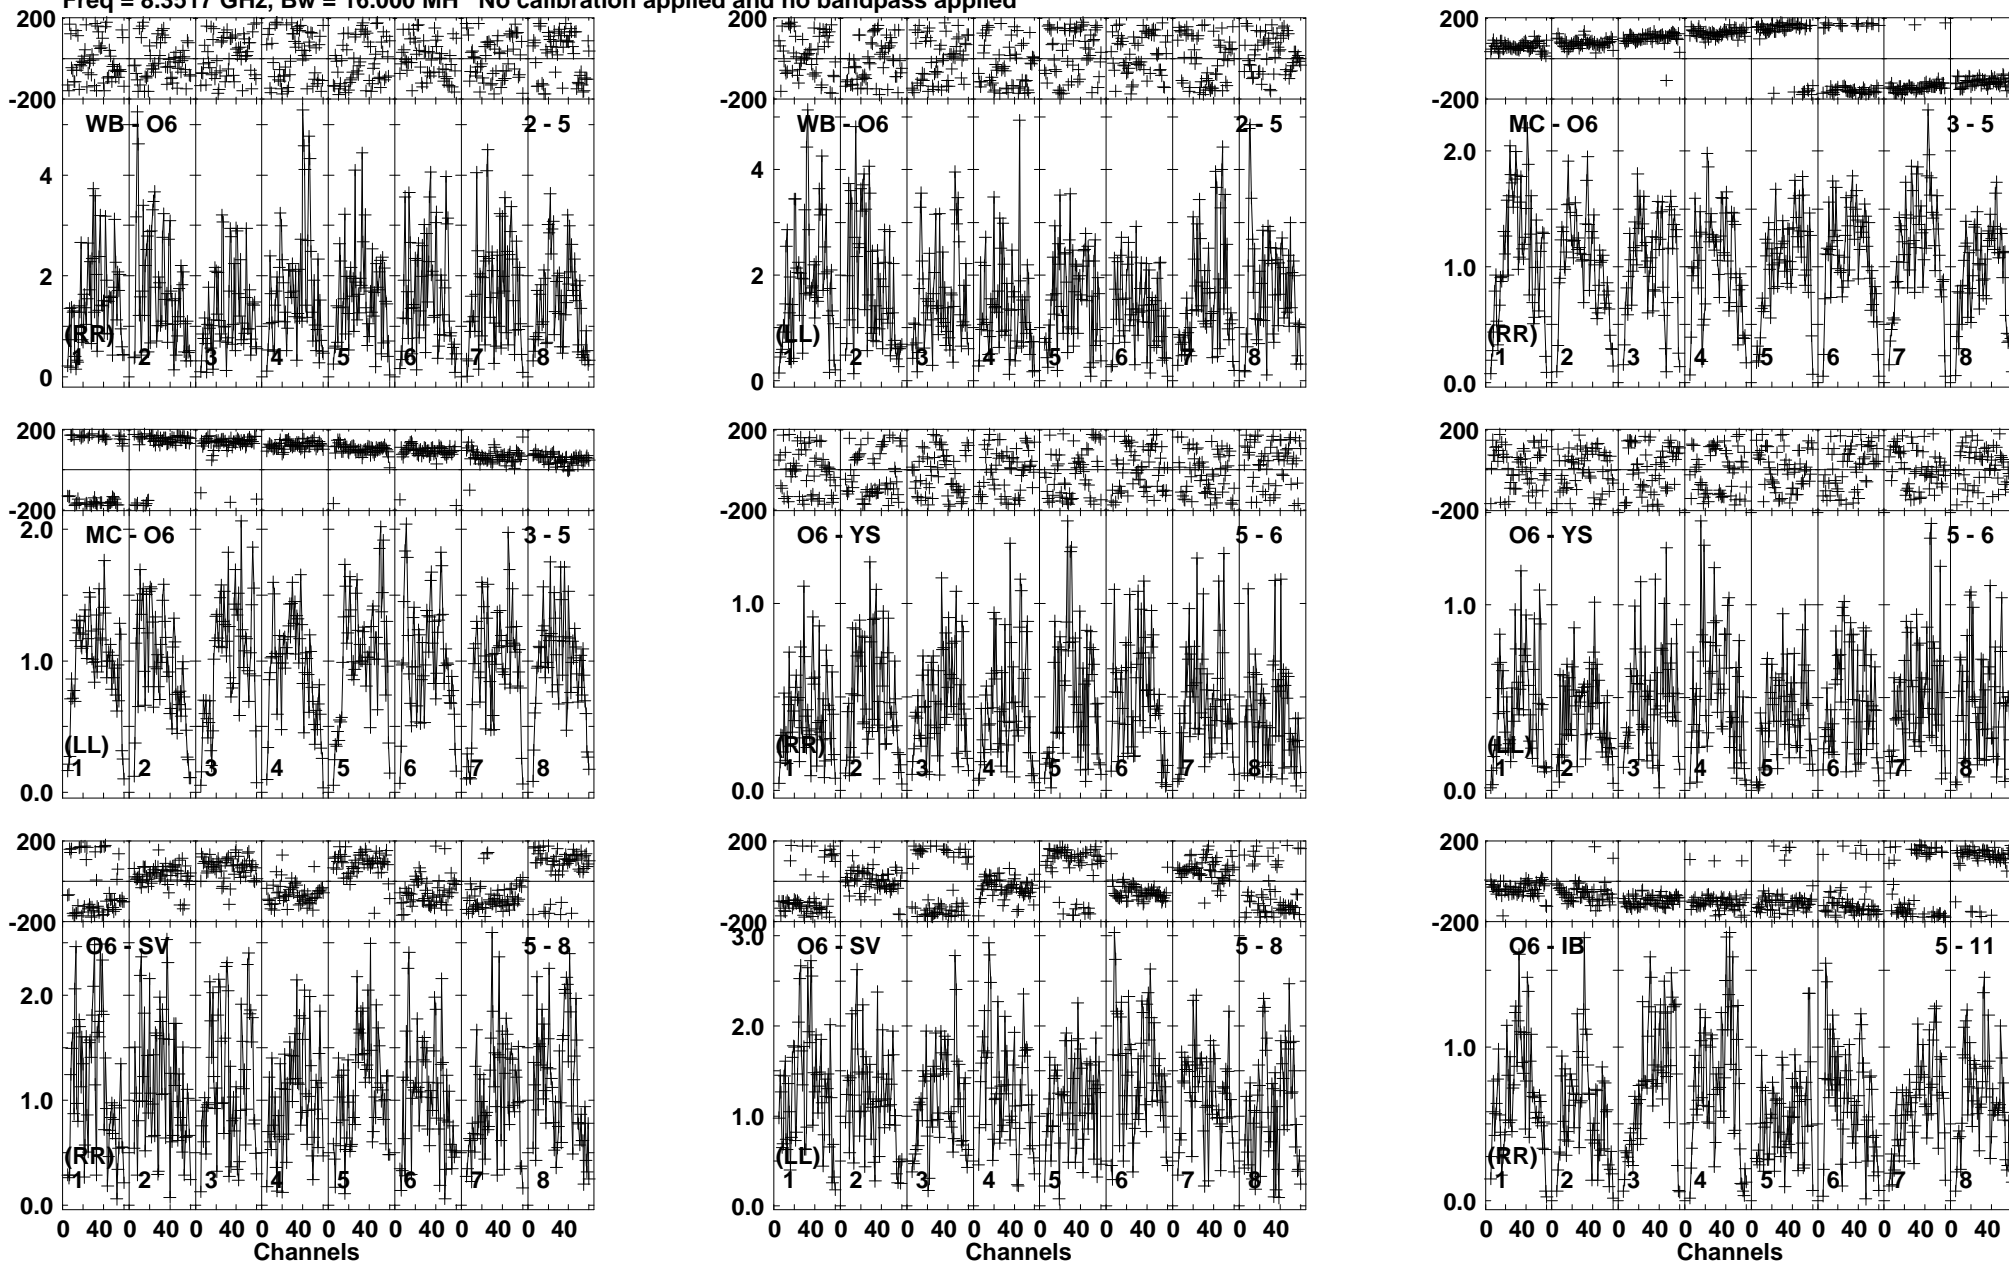 Freq = 8.3517 GHz, Bw = 16.000 MH No calibration applied and no bandpass applied
200
-200
WB - O6 2 - 5
4
2
0
(RR)
1 2 3 4 5 6 7 8
200
-200
WB - O6 2 - 5
4
2
0
(LL)
1 2 3 4 5 6 7 8
200
-200
MC - O6 3 - 5
2.0
1.0
0.0
(RR)
1 2 3 4 5 6 7 8
200
-200
MC - O6 3 - 5
2.0
1.0
0.0
(LL)
1 2 3 4 5 6 7 8
200
-200
O6 - YS 5 - 6
1.0
0.0
(RR)
1 2 3 4 5 6 7 8
200
-200
O6 - YS 5 - 6
1.0
0.0
(LL)
1 2 3 4 5 6 7 8
200
-200
O6 - SV 5 - 8
2.0
1.0
0.0
(RR)
1 2 3 4 5 6 7 8
0 40 0 40 0 40 0 40 0 40 0 40 0 40 0 40
Channels
200
-200
O6 - SV 5 - 8
3.0
2.0
1.0
0.0
(LL)
1 2 3 4 5 6 7 8
0 40 0 40 0 40 0 40 0 40 0 40 0 40 0 40
Channels
200
-200
O6 - IB 5 - 11
1.0
0.0
(RR)
1 2 3 4 5 6 7 8
0 40 0 40 0 40 0 40 0 40 0 40 0 40 0 40
Channels